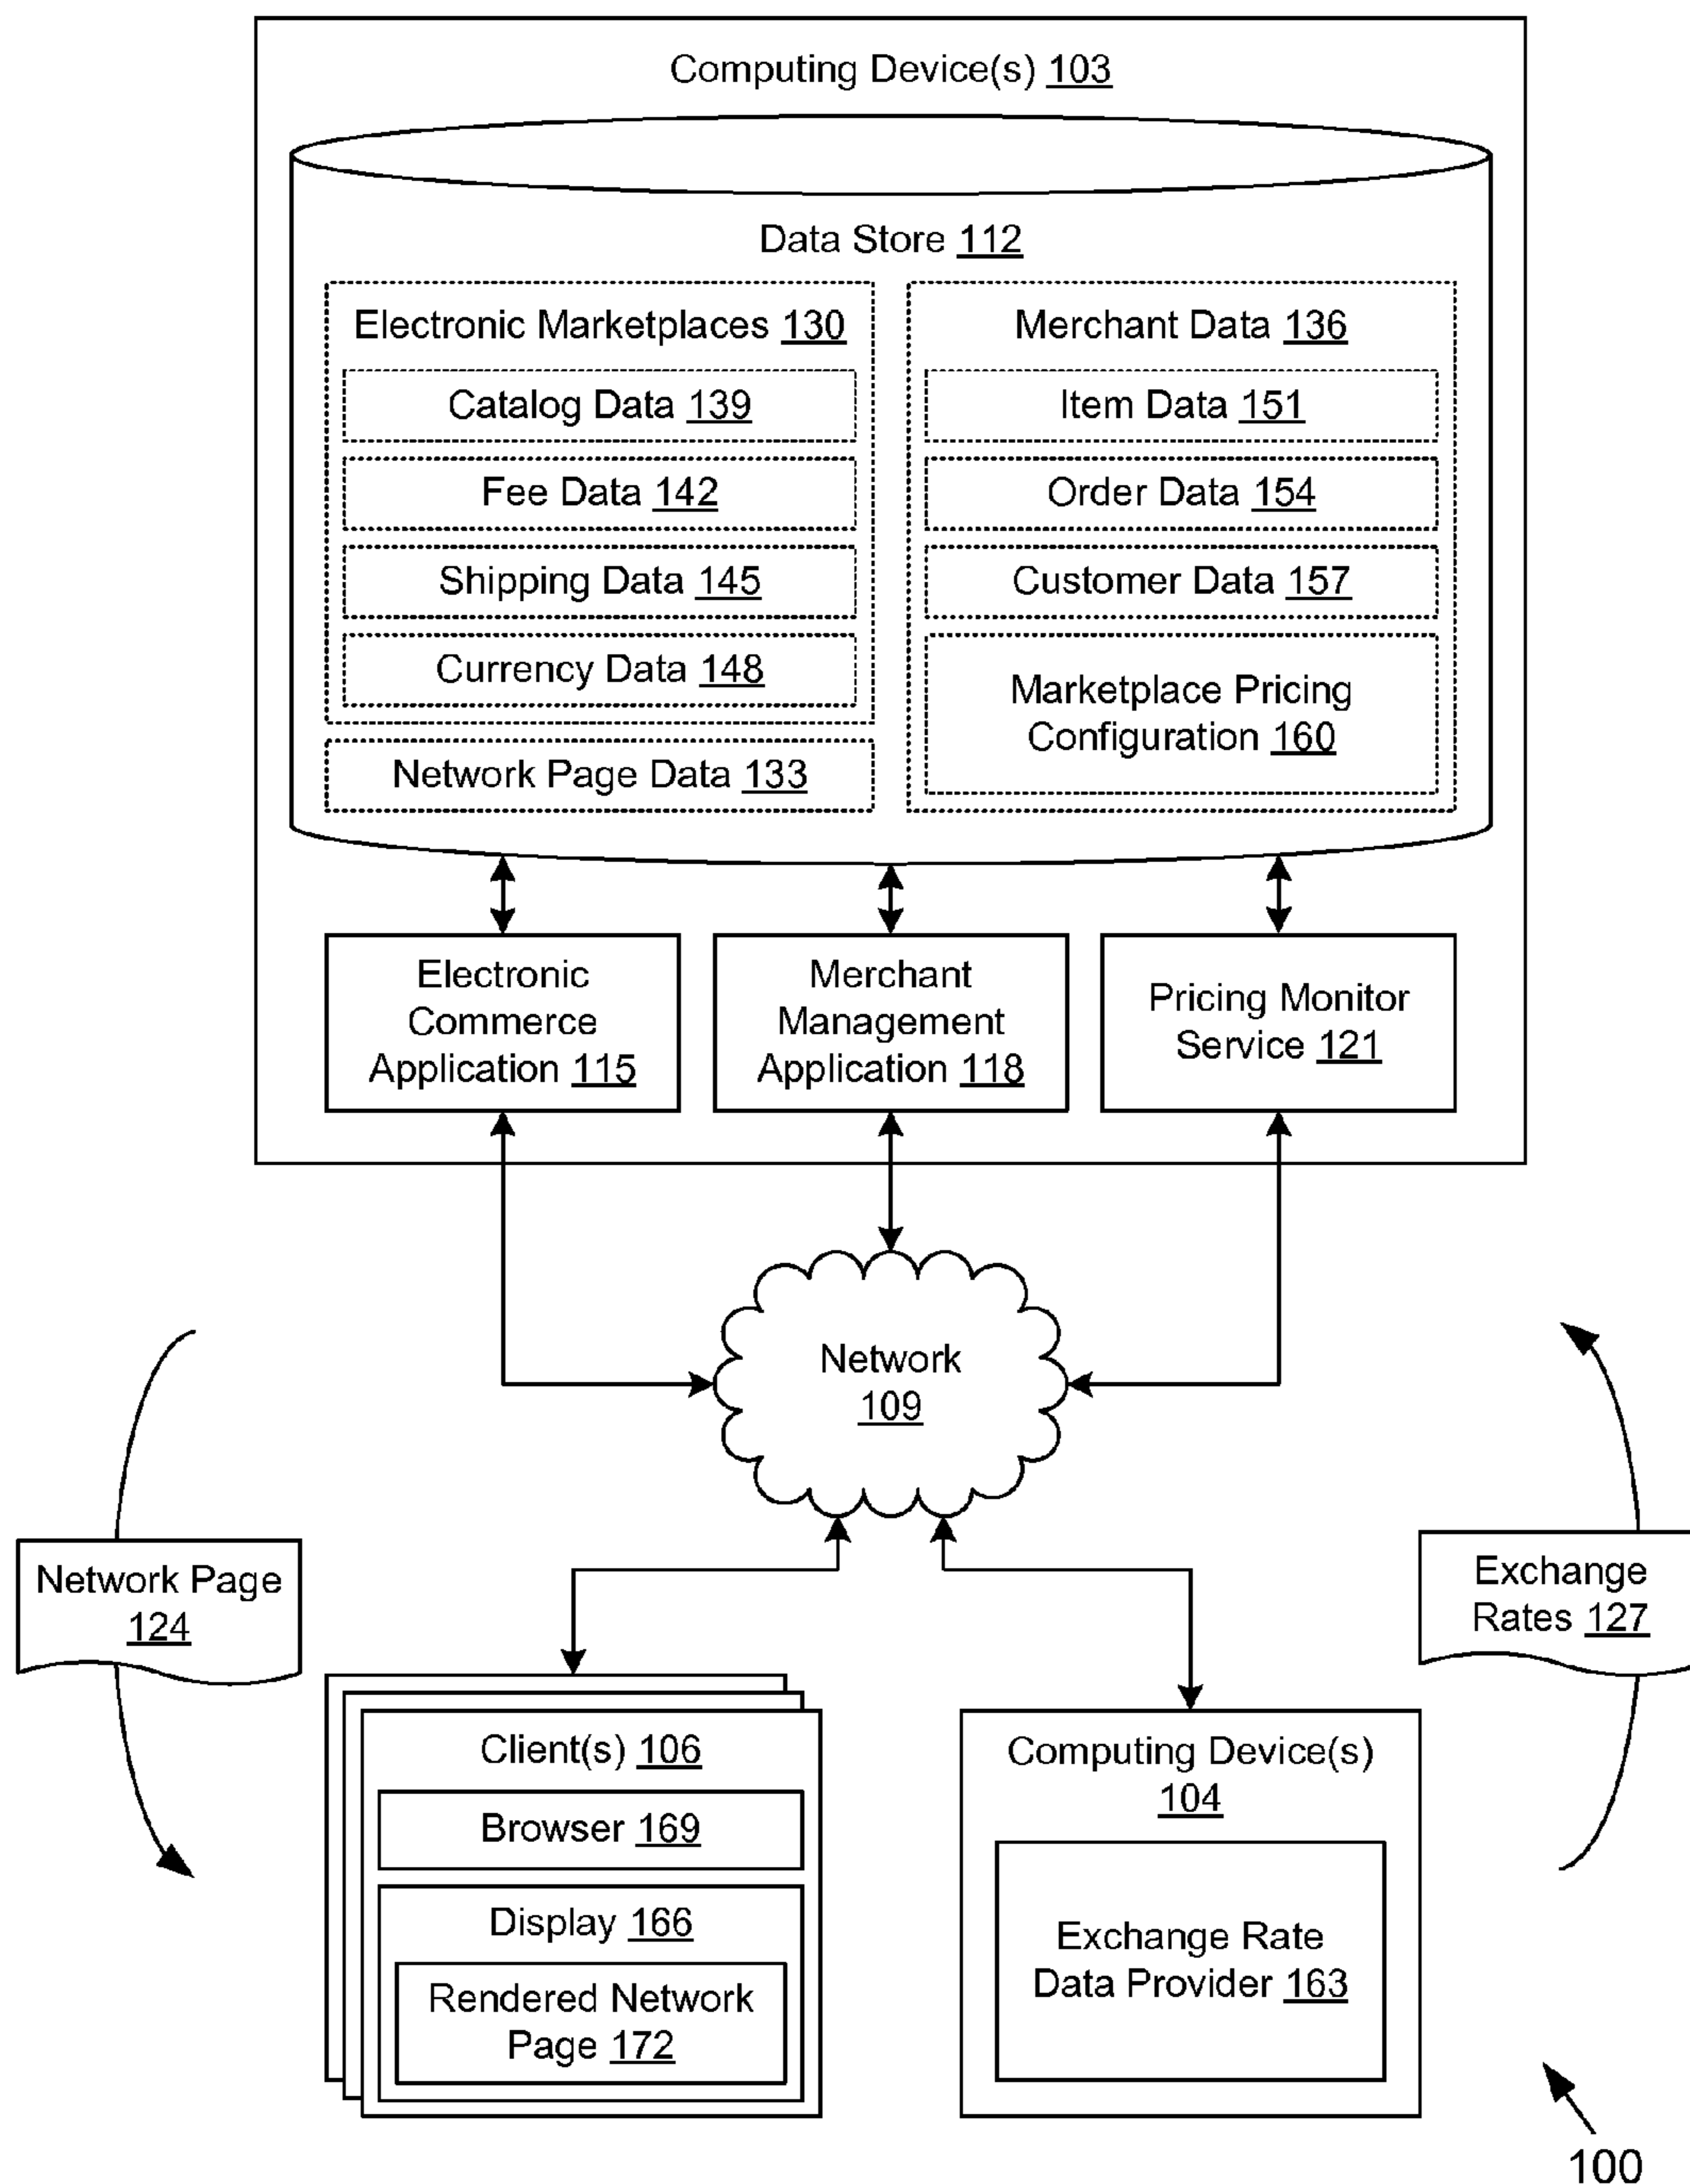 Computing Device(s) 103
Data Store 112
Electronic Marketplaces 130
Catalog Data 139
Fee Data 142
Shipping Data 145
Currency Data 148
Network Page Data 133
Merchant Data 136
Item Data 151
Order Data 154
Customer Data 157
Marketplace Pricing
Configuration 160
Electronic
Commerce
Application 115
Merchant
Management
Application 118
Pricing Monitor
Service 121
Network
109
Network Page
124
Exchange
Rates 127
Client(s) 106
Browser 169
Display 166
Rendered Network
Page 172
Computing Device(s)
104
Exchange Rate
Data Provider 163
100